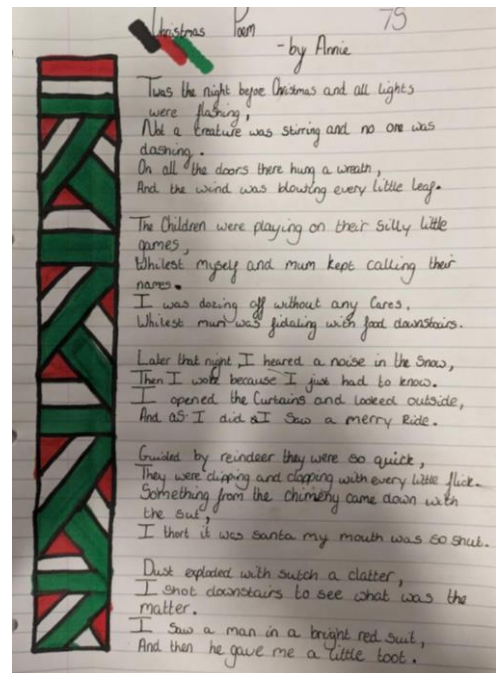 Christmas Poem
7S
-by Annie
Twas the night before Christmas and all lights
were flashing,
Not a creature was stirring and no one was
dashing.
On all the doors there hung a wreath,
And the wind was blowing every little leaf.
The Children were playing on their silly little
games,
Whilest myself and mum kept calling their
names.
I was dozing off without any cares,
Whilest mum was fidaling with food downstairs.
Later that night, I heared a noise in the snow,
Then I woke because I just had to know.
I opened the Curtains and looked outside,
And as I did I Saw a merry Ride.
Guided by reindeer they were so quick,
They were clipping and clopping with every little flick.
Something from the chimeny came down with
the sut,
I thort it was santa my mouth was so shut.
Dust exploded with sutch a clatter,
I shot downstairs to see what was the
matter.
I saw a man in a bright red suit,
And then he gave me a little toot.